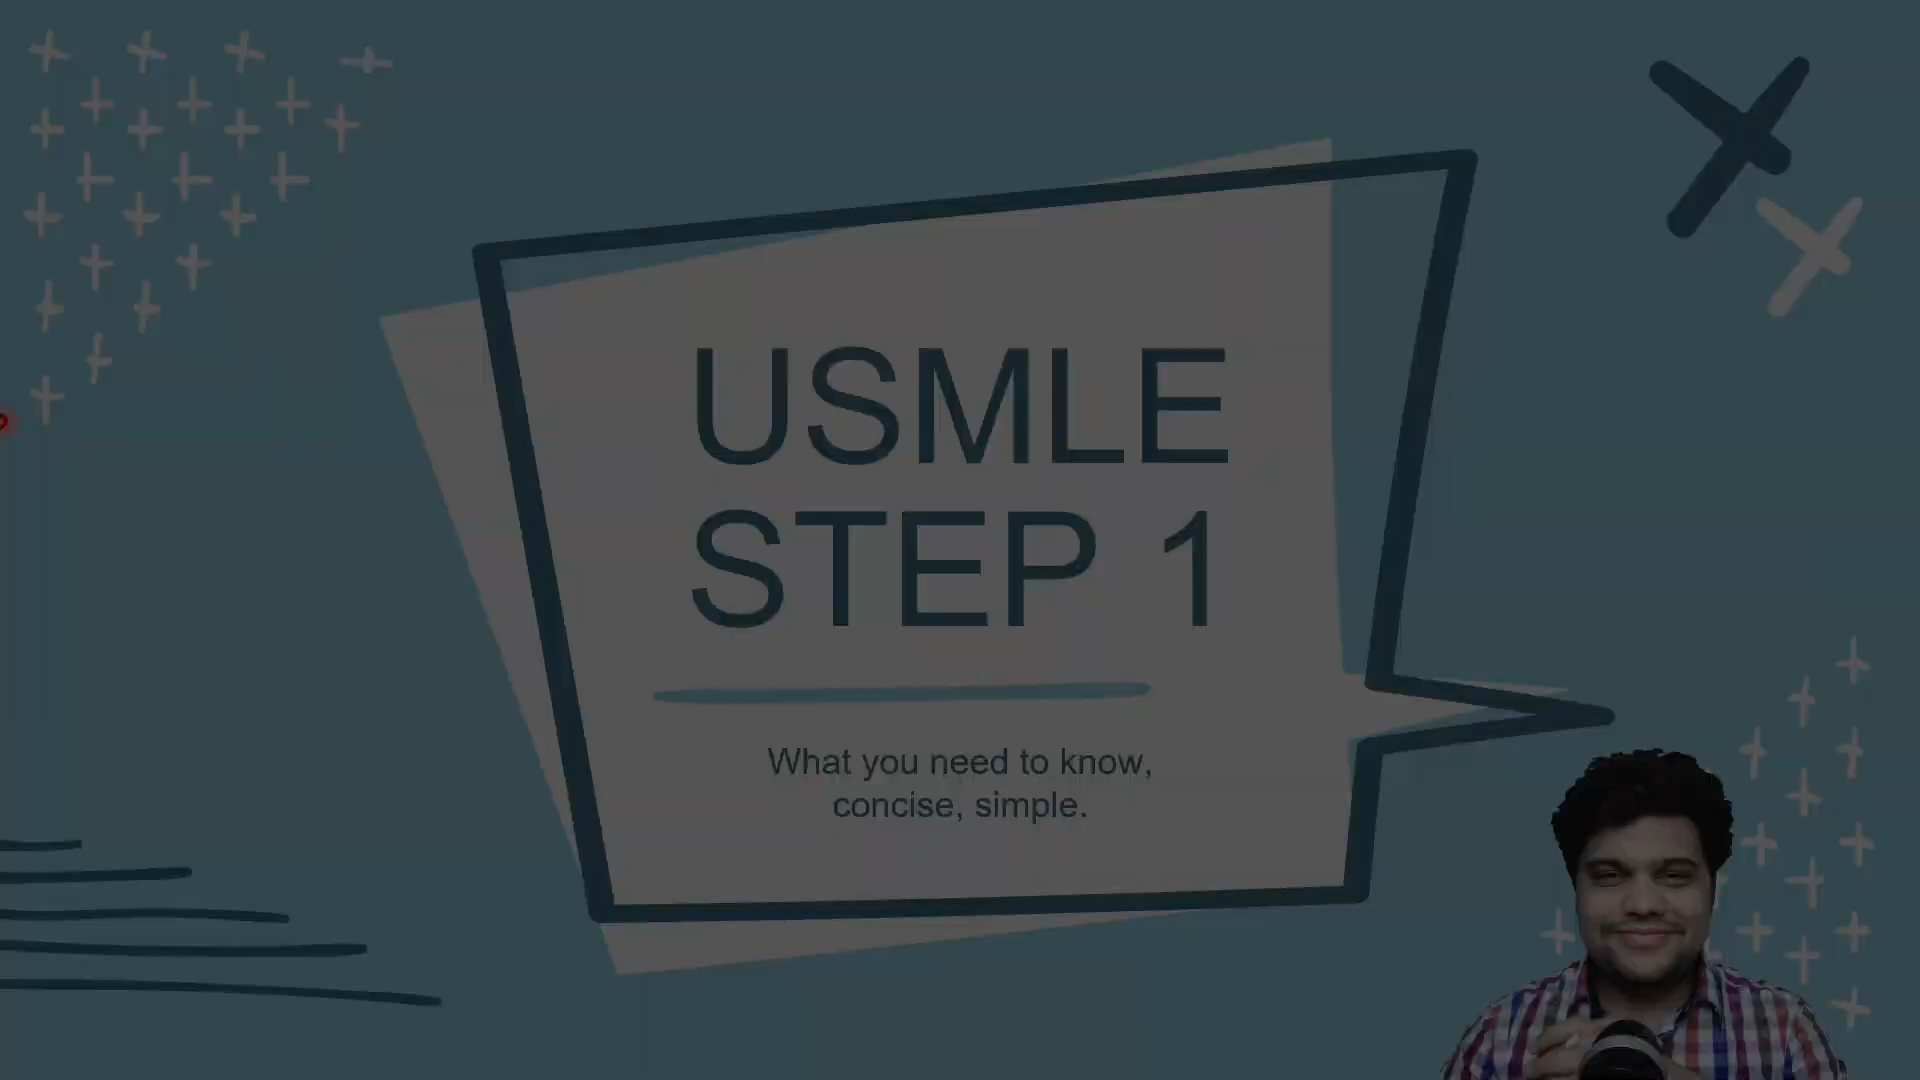 USMLE
STEP 1
What you need to know,
concise, simple.